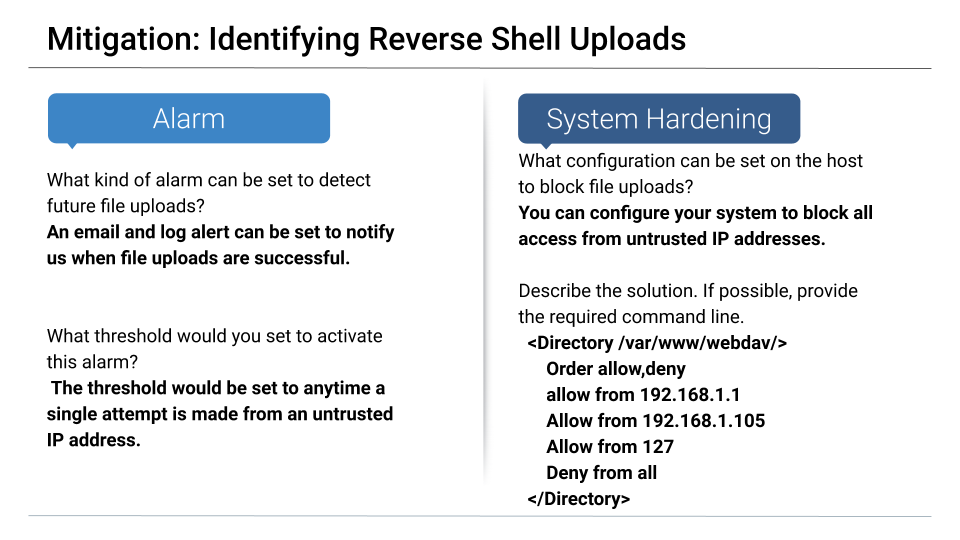 Mitigation: Identifying Reverse Shell Uploads
Alarm
What kind of alarm can be set to detect
future file uploads?
An email and log alert can be set to notify
us when file uploads are successful.
What threshold would you set to activate
this alarm?
The threshold would be set to anytime a
single attempt is made from an untrusted
IP address.
System Hardening
What configuration can be set on the host
to block file uploads?
You can configure your system to block all
access from untrusted IP addresses.
Describe the solution. If possible, provide
the required command line.
<Directory /var/www/webdav/>
Order allow,deny
allow from 192.168.1.1
Allow from 192.168.1.105
Allow from 127
Deny from all
</Directory>